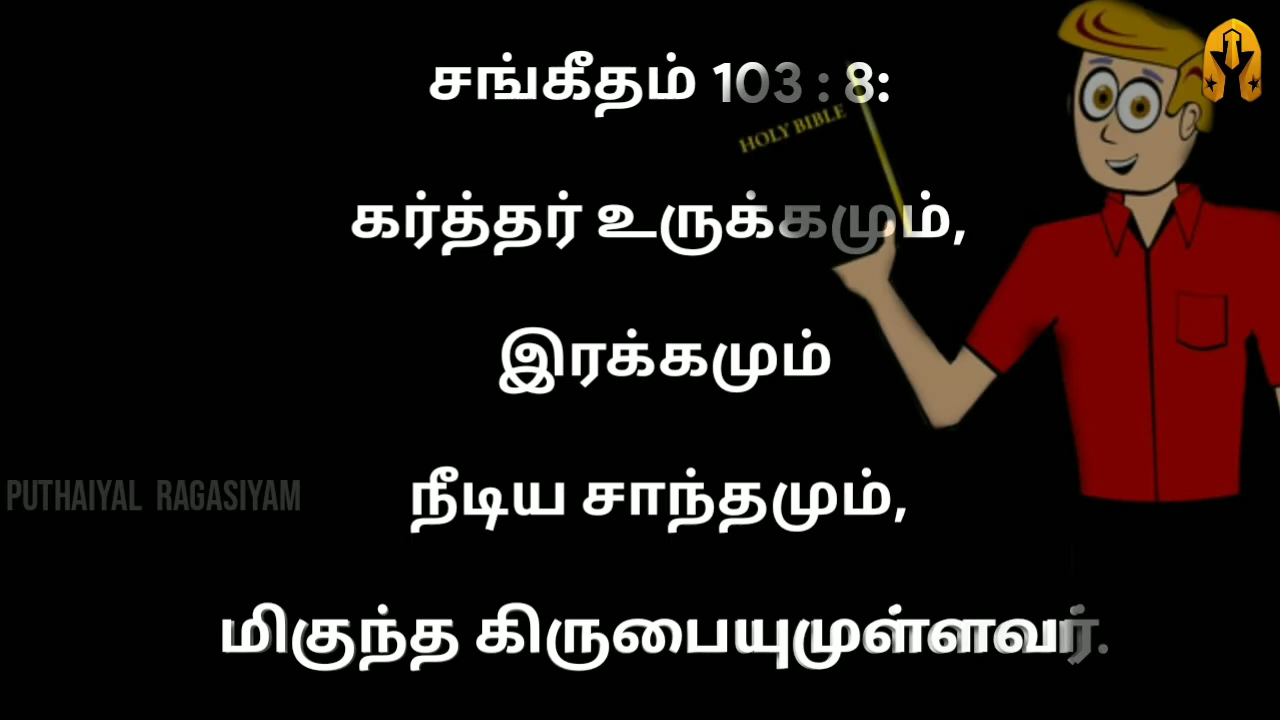 சங்கீதம் 103 : 8:
HOLY BIBLE
கர்த்தர் உருக்கமும்,
இரக்கமும்
நீடிய சாந்தமும்,
PUTHAIYAL RAGASIYAM
மிகுந்த கிருபையுமுள்ளவர்.